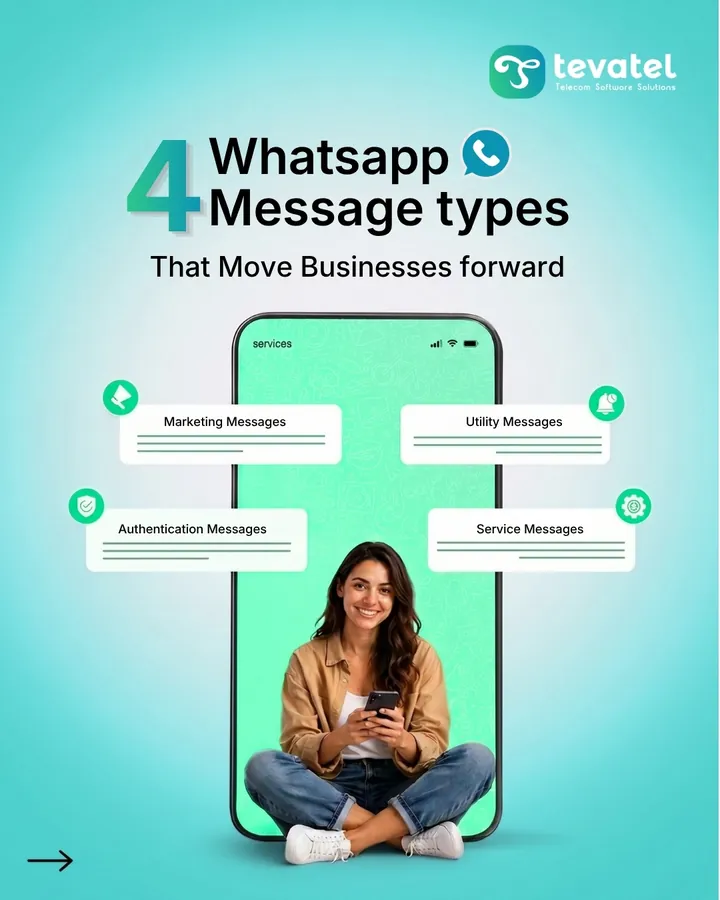 tevatel
Telecom Software Solutions
4 Whatsapp
Message types
That Move Businesses forward
services
Marketing Messages
Utility Messages
Authentication Messages
Service Messages